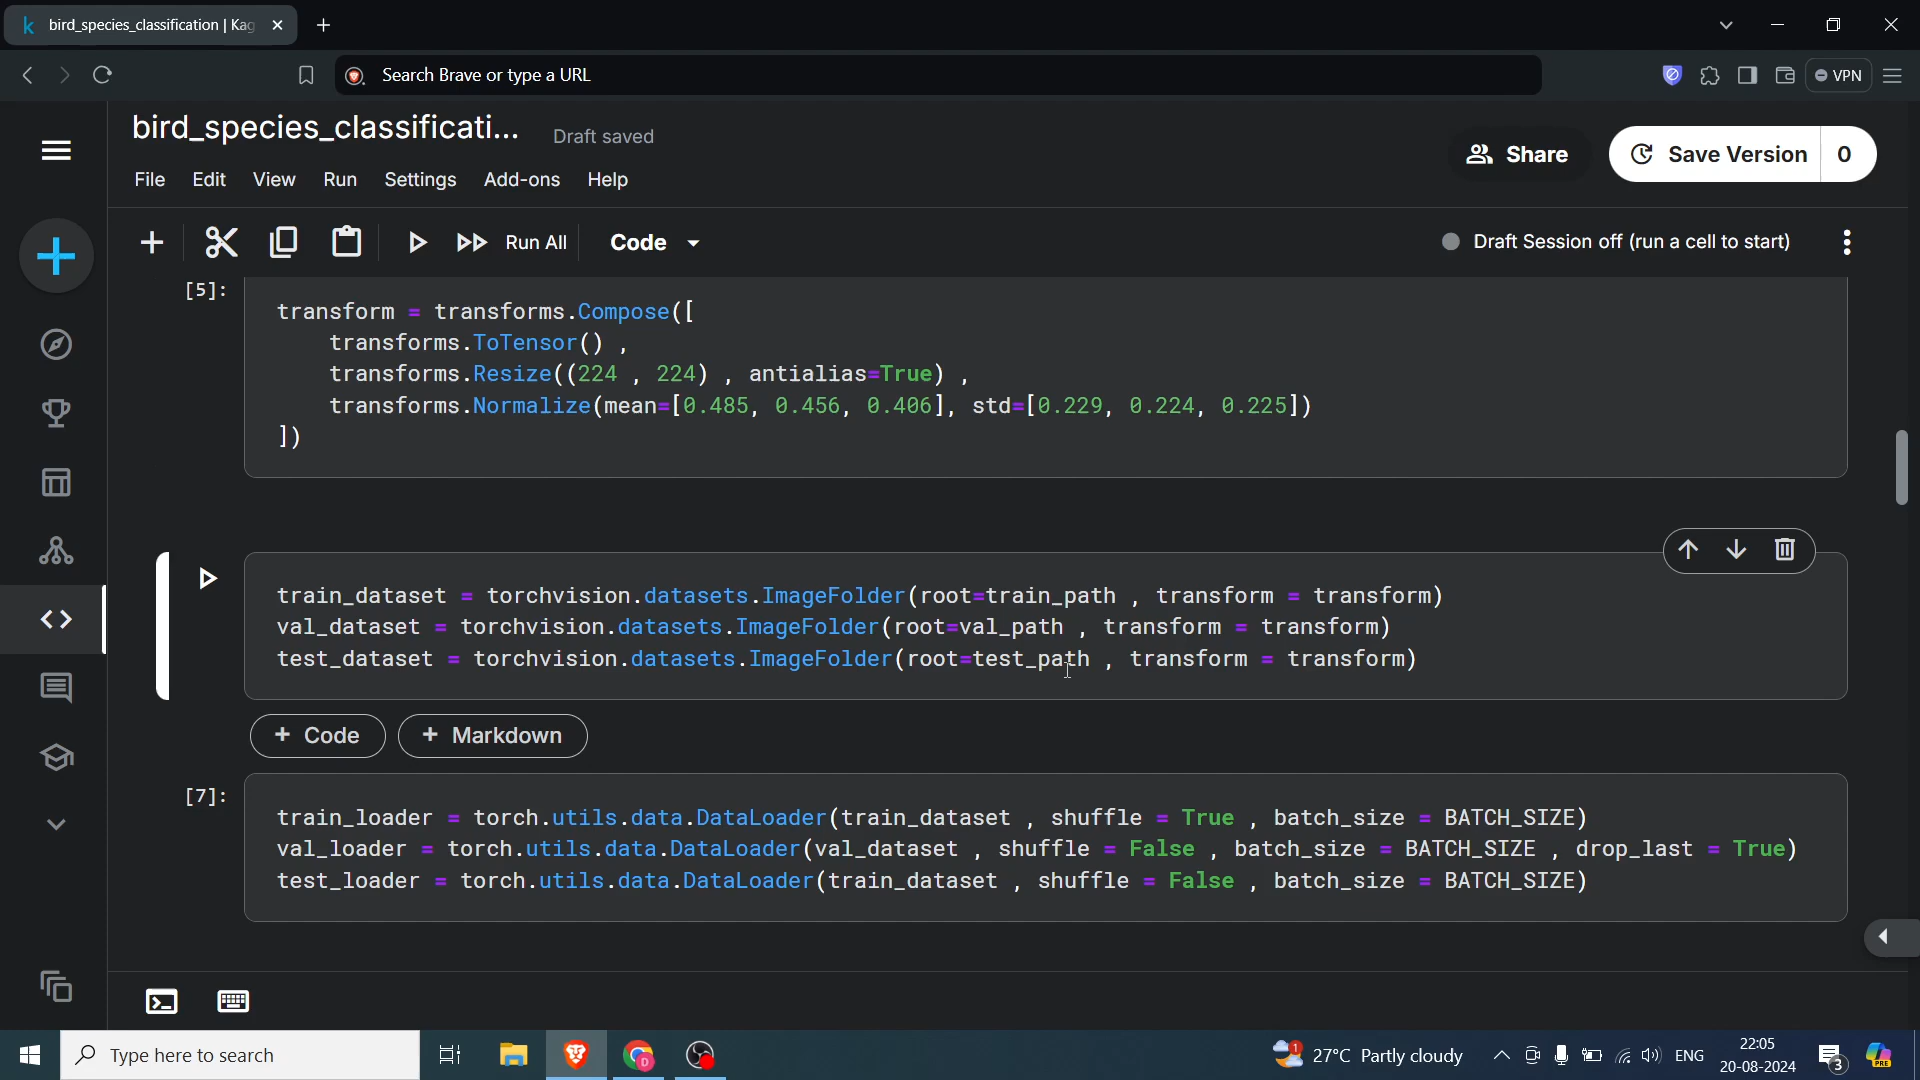 bird_species_classification | Kag
Search Brave or type a URL
VPN
bird_species_classificati...
Draft saved
Share
Save Version
0
File Edit View Run Settings Add-ons Help
Run All
Code
Draft Session off (run a cell to start)
[5]:
transform = transforms.Compose([
transforms.ToTensor() ,
transforms.Resize((224 , 224) , antialias=True) ,
transforms.Normalize(mean=[0.485, 0.456, 0.406], std=[0.229, 0.224, 0.225])
])
train_dataset = torchvision.datasets.ImageFolder(root=train_path , transform = transform)
val_dataset = torchvision.datasets.ImageFolder(root=val_path , transform = transform)
test_dataset = torchvision.datasets.ImageFolder(root=test_path , transform = transform)
+ Code
+ Markdown
[7]:
train_loader = torch.utils.data.DataLoader(train_dataset , shuffle = True , batch_size = BATCH_SIZE)
val_loader = torch.utils.data.DataLoader(val_dataset , shuffle = False , batch_size = BATCH_SIZE , drop_last = True)
test_loader = torch.utils.data.DataLoader(train_dataset , shuffle = False , batch_size = BATCH_SIZE)
Type here to search
1
27°C Partly cloudy
ENG
22:05
20-08-2024
3
PRE